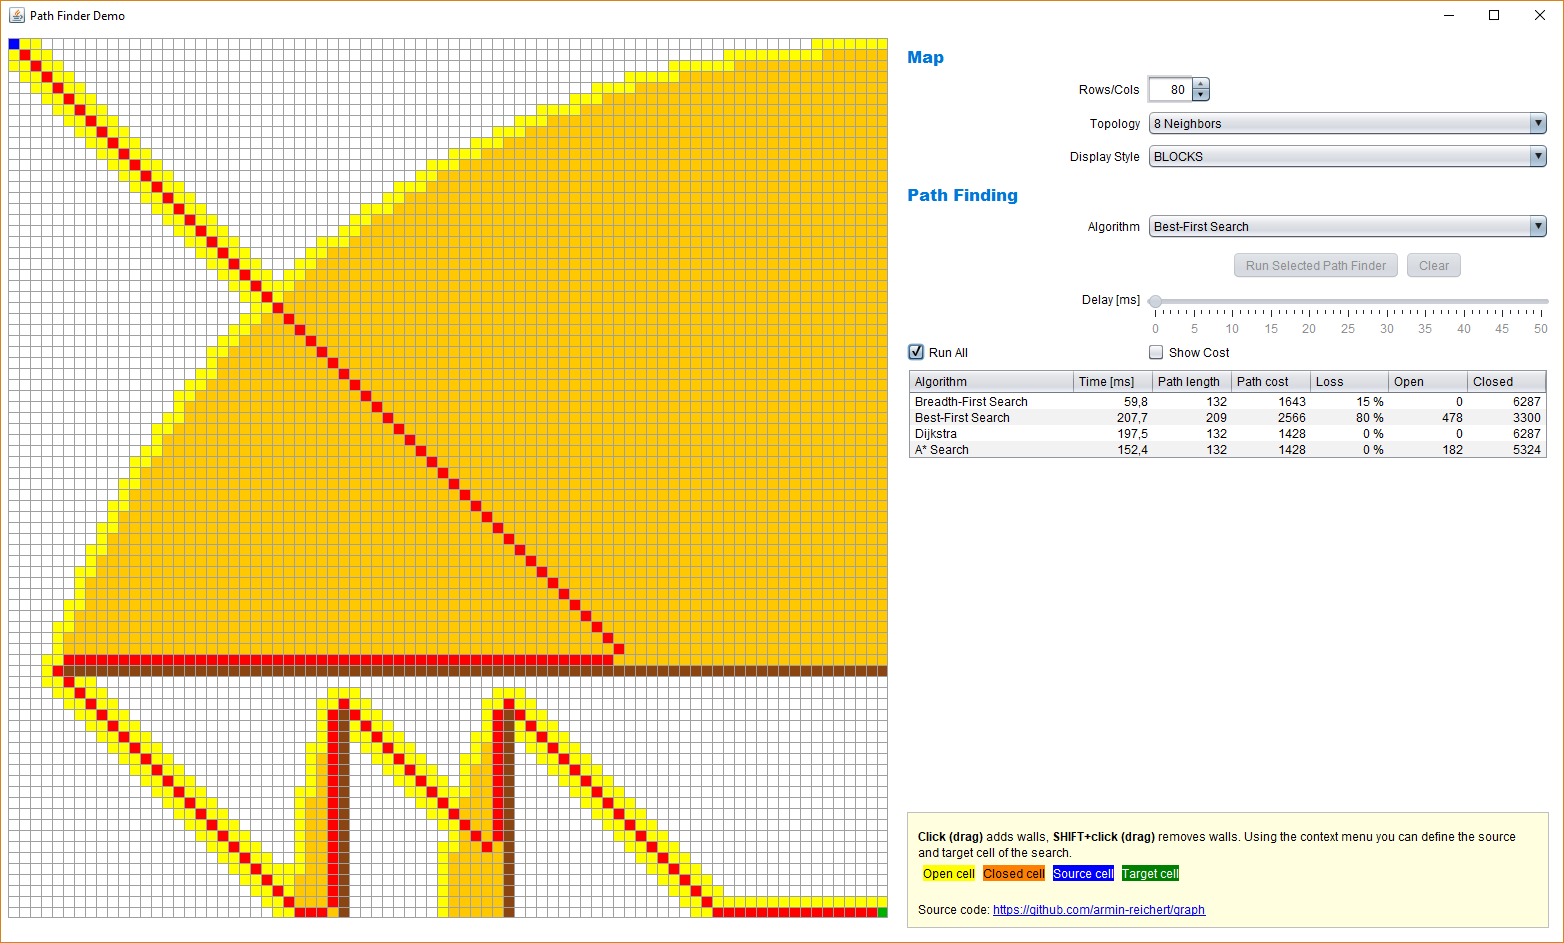 Path Finder Demo
Map
Rows/Cols 80
Topology 8 Neighbors
Display Style BLOCKS
Path Finding
Algorithm Best-First Search
Run Selected Path Finder Clear
Delay [ms]
0 5 10 15 20 25 30 35 40 45 50
Run All Show Cost
Algorithm Time [ms] Path length Path cost Loss Open Closed
Breadth-First Search 59,8 132 1643 15 % 0 6287
Best-First Search 207,7 209 2566 80 % 478 3300
Dijkstra 197,5 132 1428 0 % 0 6287
A* Search 152,4 132 1428 0 % 182 5324
Click (drag) adds walls, SHIFT+click (drag) removes walls. Using the context menu you can define the source
and target cell of the search.
Open cell Closed cell Source cell Target cell
Source code: https://github.com/armin-reichert/graph